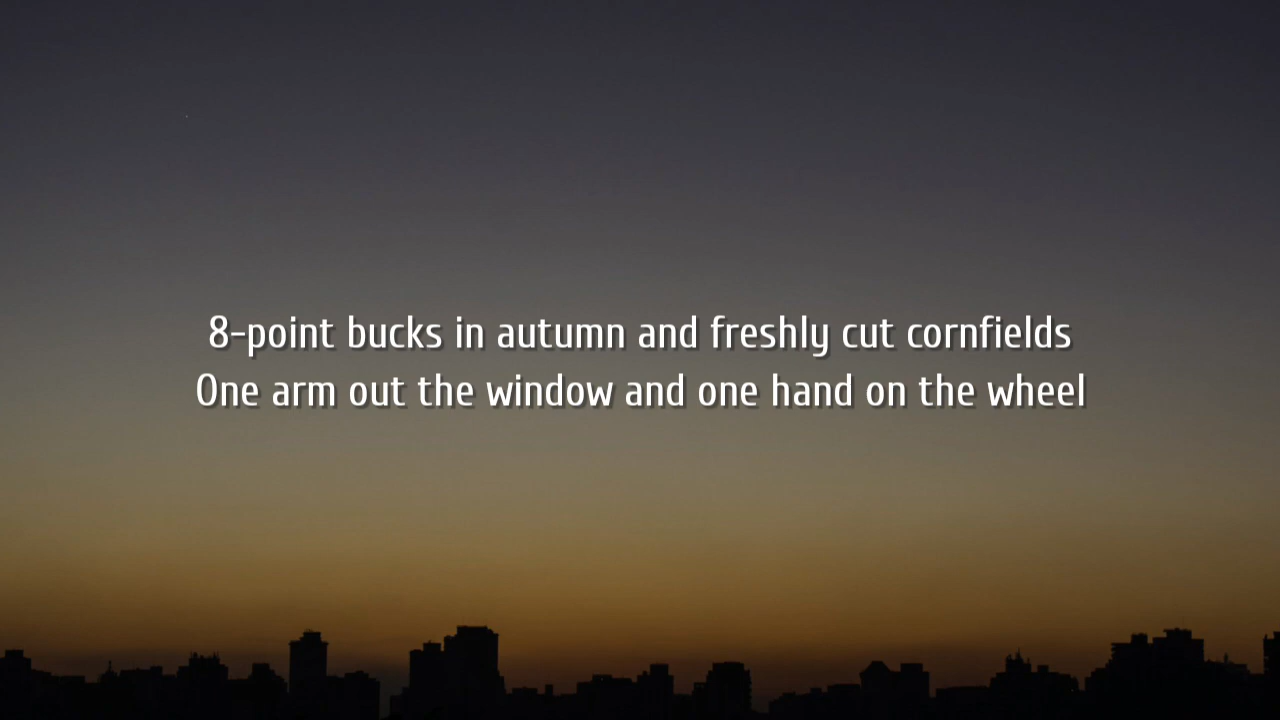 8-point bucks in autumn and freshly cut cornfields
One arm out the window and one hand on the wheel